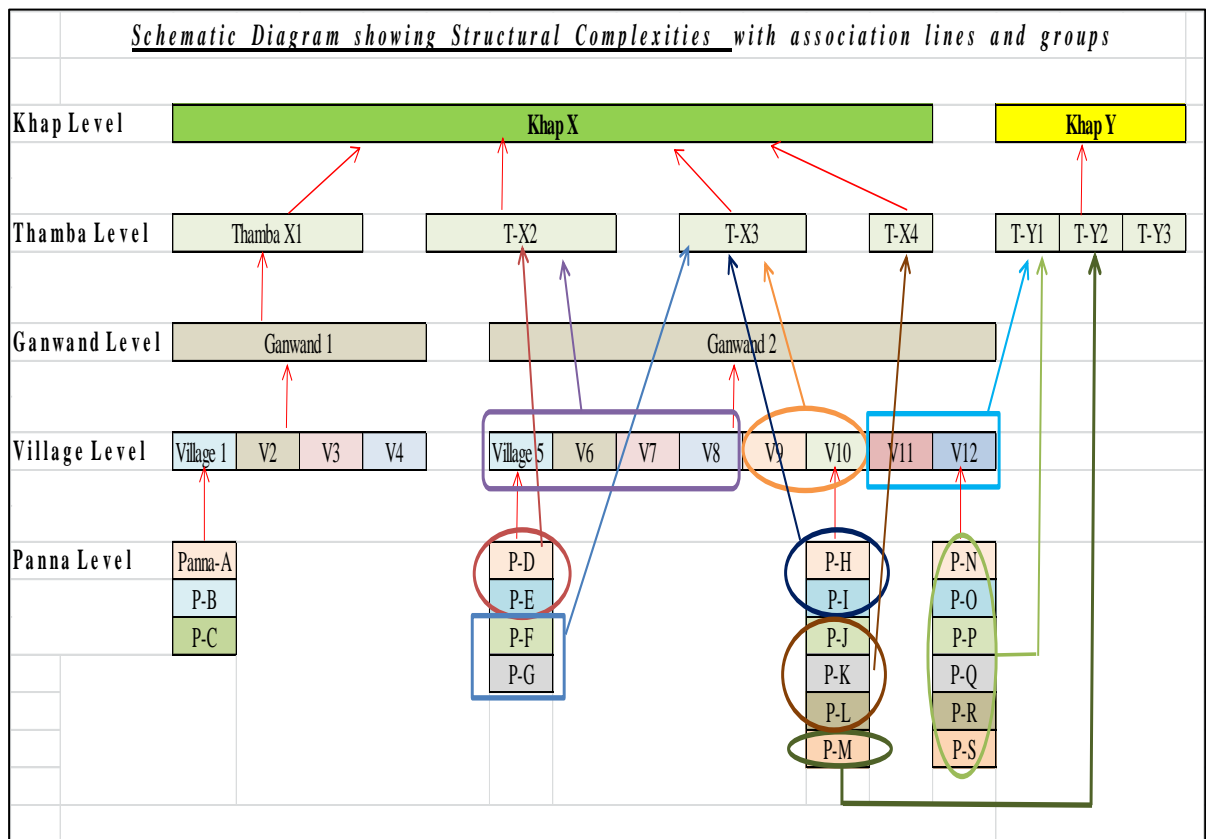 Schematic Diagram showing Structural Complexities with association lines and groups
Khap Level Khap X Khap Y
Thamba Level Thamba X1 T-X2 T-X3 T-X4 T-Y1 T-Y2 T-Y3
Ganwand Level Ganwand 1 Ganwand 2
Village Level Village 1 V2 V3 V4 Village 5 V6 V7 V8 V9 V10 V11 V12
Panna Level Panna-A P-D P-H P-N
P-B P-E P-I P-O
P-C P-F P-J P-P
P-G P-K P-Q
P-L P-R
P-M P-S